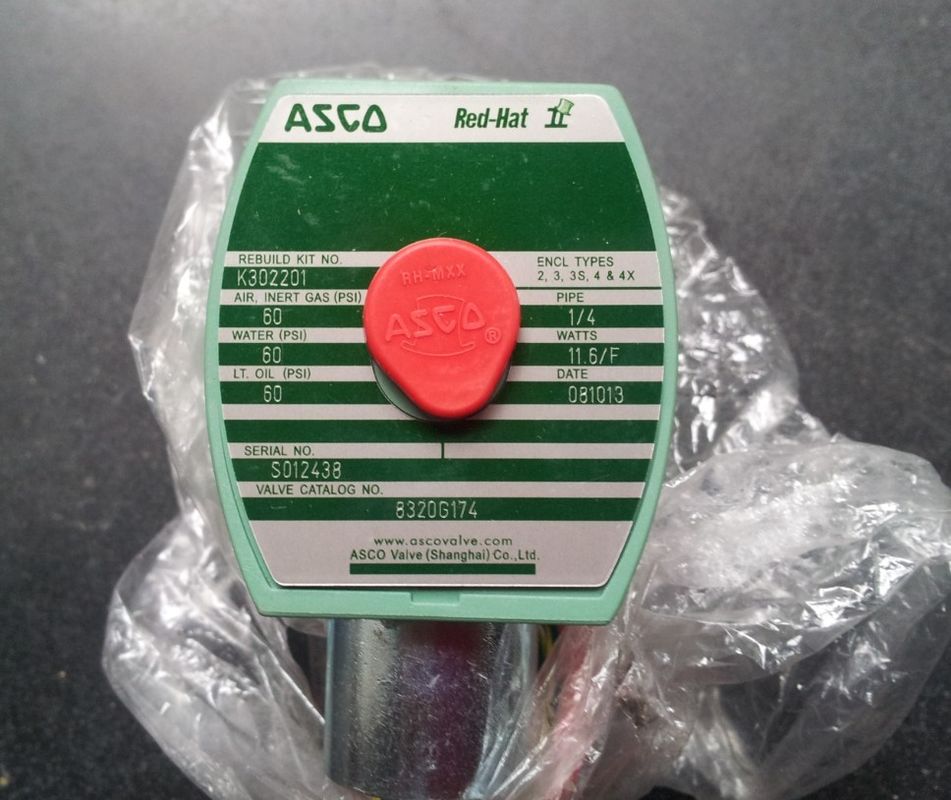 ASCO Red-Hat II
REBUILD KIT NO.
K302201
ENCL TYPES
2, 3, 3S, 4 & 4X
AIR, INERT GAS (PSI)
60
PIPE
1/4
WATER (PSI)
60
WATTS
11.6/F
LT. OIL (PSI)
60
DATE
081013
RH-MXX
ASCO ®
SERIAL NO.
S012438
VALVE CATALOG NO.
8320G174
www.ascovalve.com
ASCO Valve (Shanghai) Co.,Ltd.